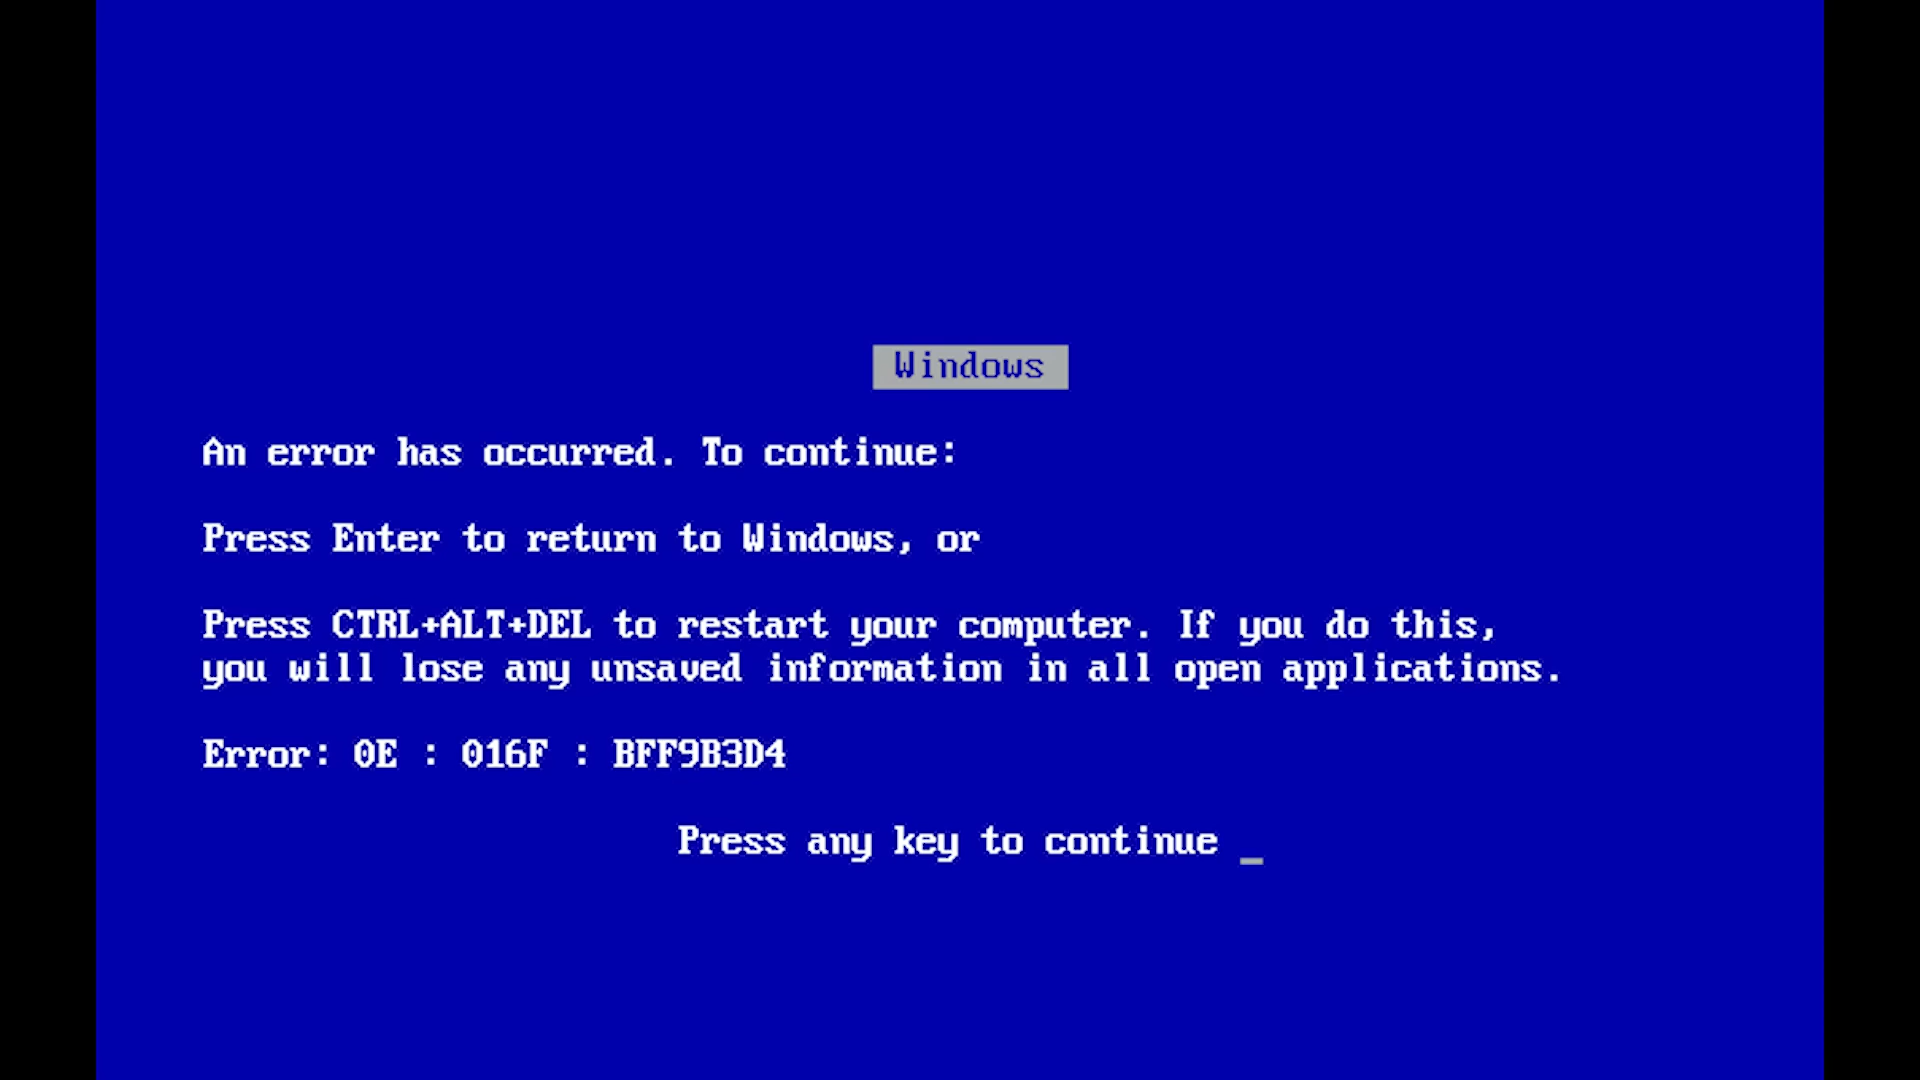 Windows
An error has occurred. To continue:
Press Enter to return to Windows, or
Press CTRL+ALT+DEL to restart your computer. If you do this,
you will lose any unsaved information in all open applications.
Error: 0E : 016F : BFF9B3D4
Press any key to continue _